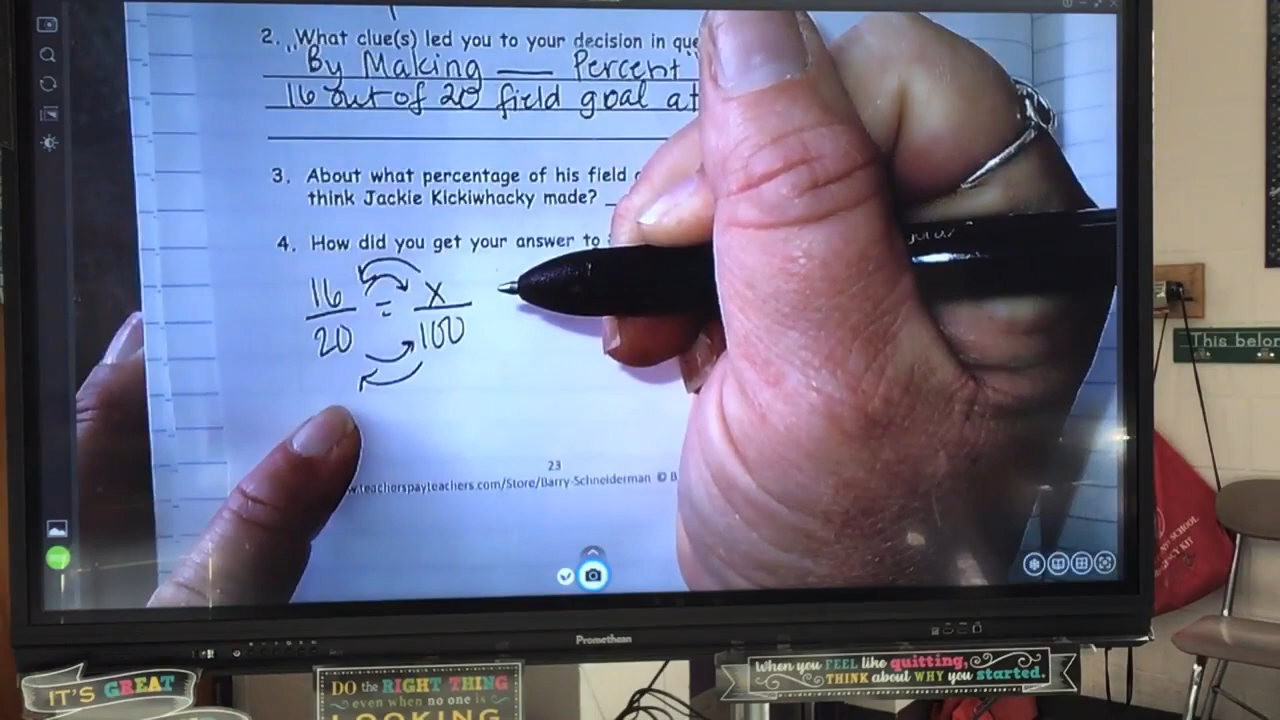 2. What clue(s) led you to your decision in que
"By Making ___ Percent"
16 out of 20 field goal at
3. About what percentage of his field
think Jackie Kickiwhacky made?
4. How did you get your answer to
16 = x
20 100
23
w.teacherspayteachers.com/Store/Barry-Schneiderman © B
Promethean
This belon
IT'S GREAT
DO the RIGHT THING
even when no one is
LOOKING
When you FEEL like quitting,
THINK about WHY you started.